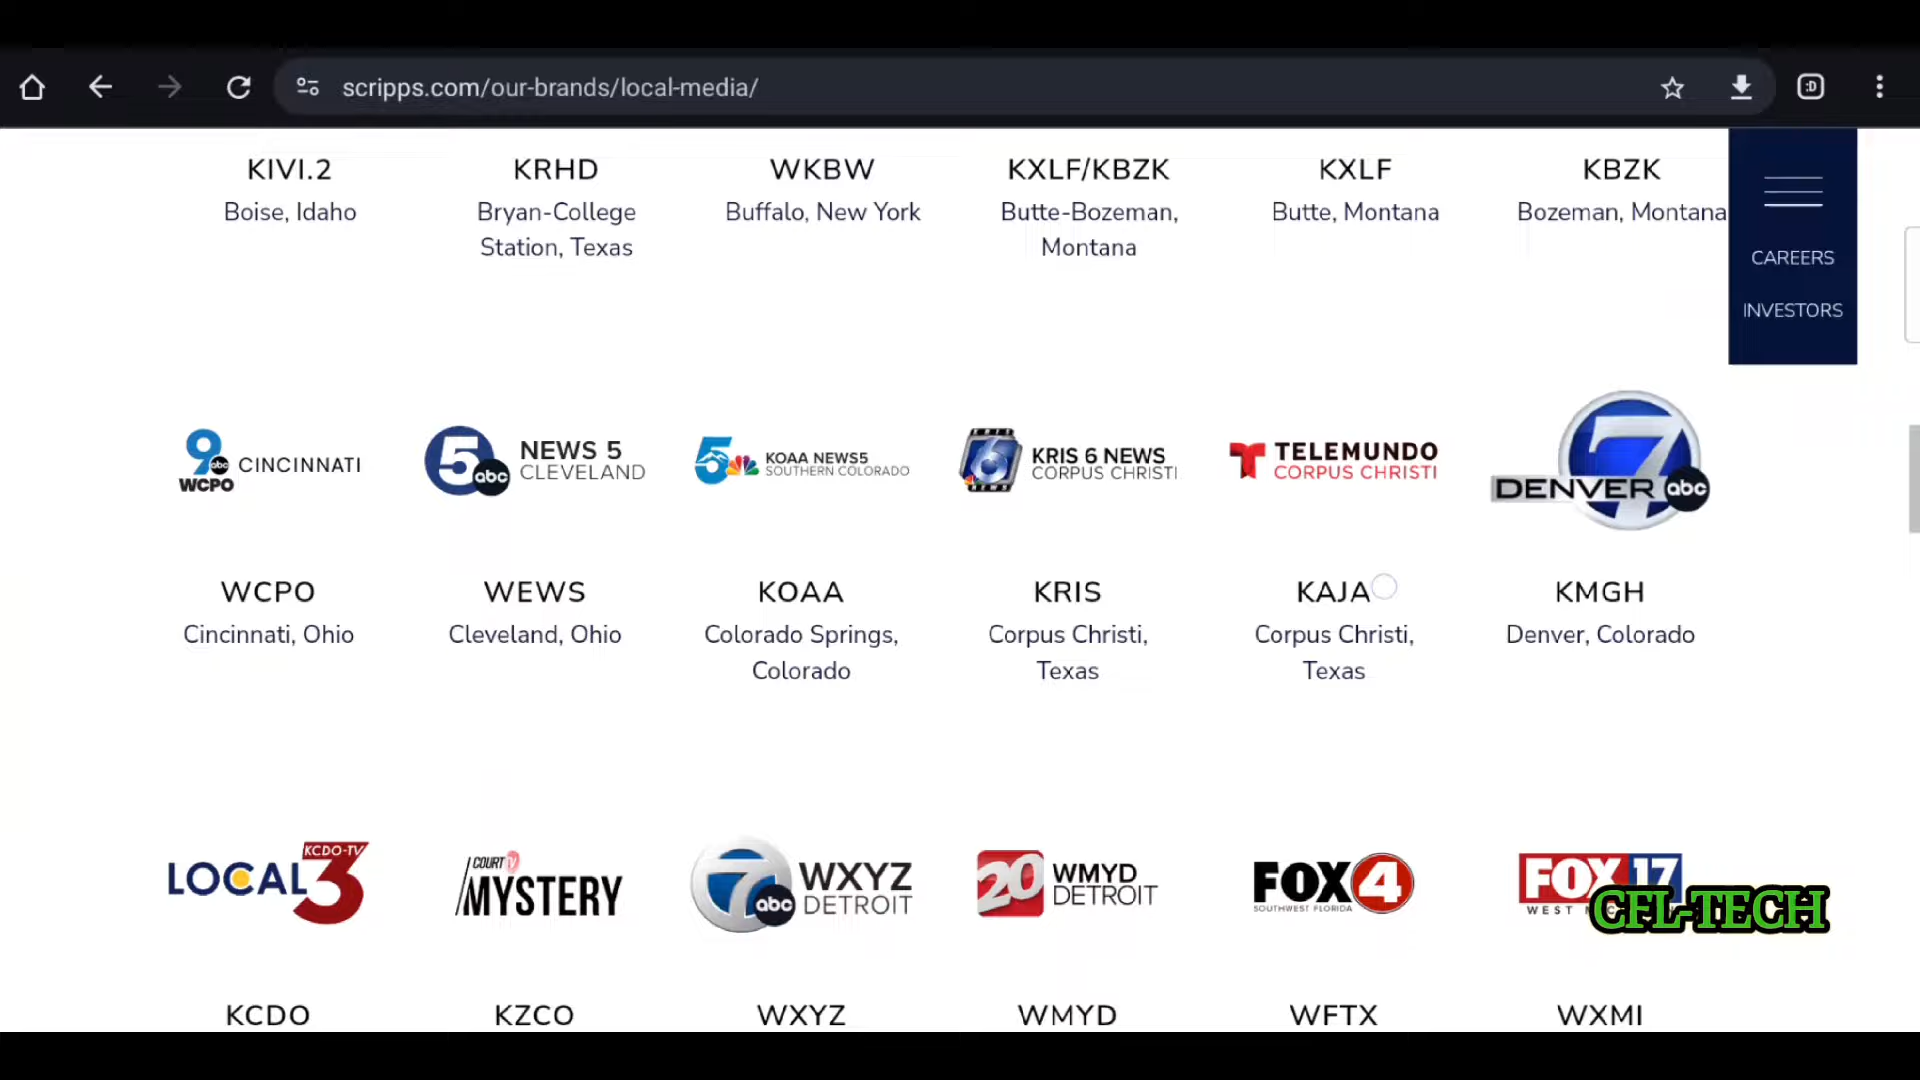 scripps.com/our-brands/local-media/
KIVI.2
Boise, Idaho
KRHD
Bryan-College
Station, Texas
WKBW
Buffalo, New York
KXLF/KBZK
Butte-Bozeman,
Montana
KXLF
Butte, Montana
KBZK
Bozeman, Montana
CAREERS
INVESTORS
9
abc
WCPO
CINCINNATI
5
abc
NEWS 5
CLEVELAND
5
KOAA NEWS5
SOUTHERN COLORADO
KRIS
6
NEWS
KRIS 6 NEWS
CORPUS CHRISTI
T
TELEMUNDO
CORPUS CHRISTI
7
DENVER
abc
WCPO
Cincinnati, Ohio
WEWS
Cleveland, Ohio
KOAA
Colorado Springs,
Colorado
KRIS
Corpus Christi,
Texas
KAJA
Corpus Christi,
Texas
KMGH
Denver, Colorado
KCDO-TV
LOCAL 3
COURT TV
MYSTERY
7
abc
WXYZ
DETROIT
20
WMYD
DETROIT
FOX 4
SOUTHWEST FLORIDA
FOX 17
WEST
CFL-TECH
KCDO
KZCO
WXYZ
WMYD
WFTX
WXMI